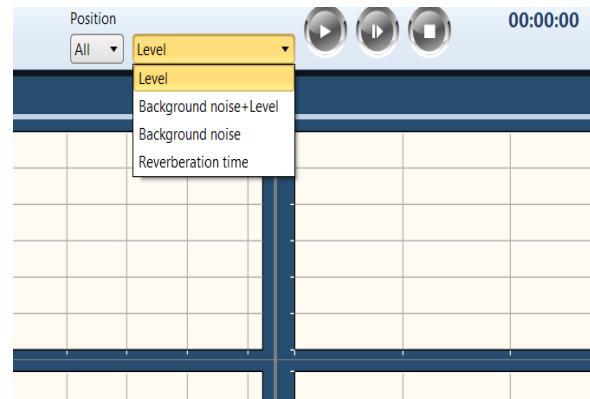 Position
00:00:00
All
Level
Level
Background noise+Level
Background noise
Reverberation time